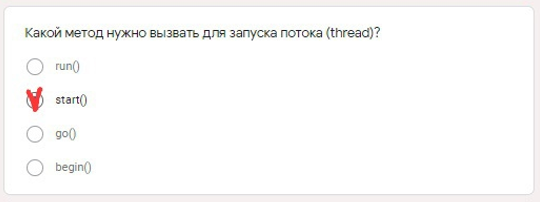 Какой метод нужно вызвать для запуска потока (thread)?
run()
start()
go()
begin()